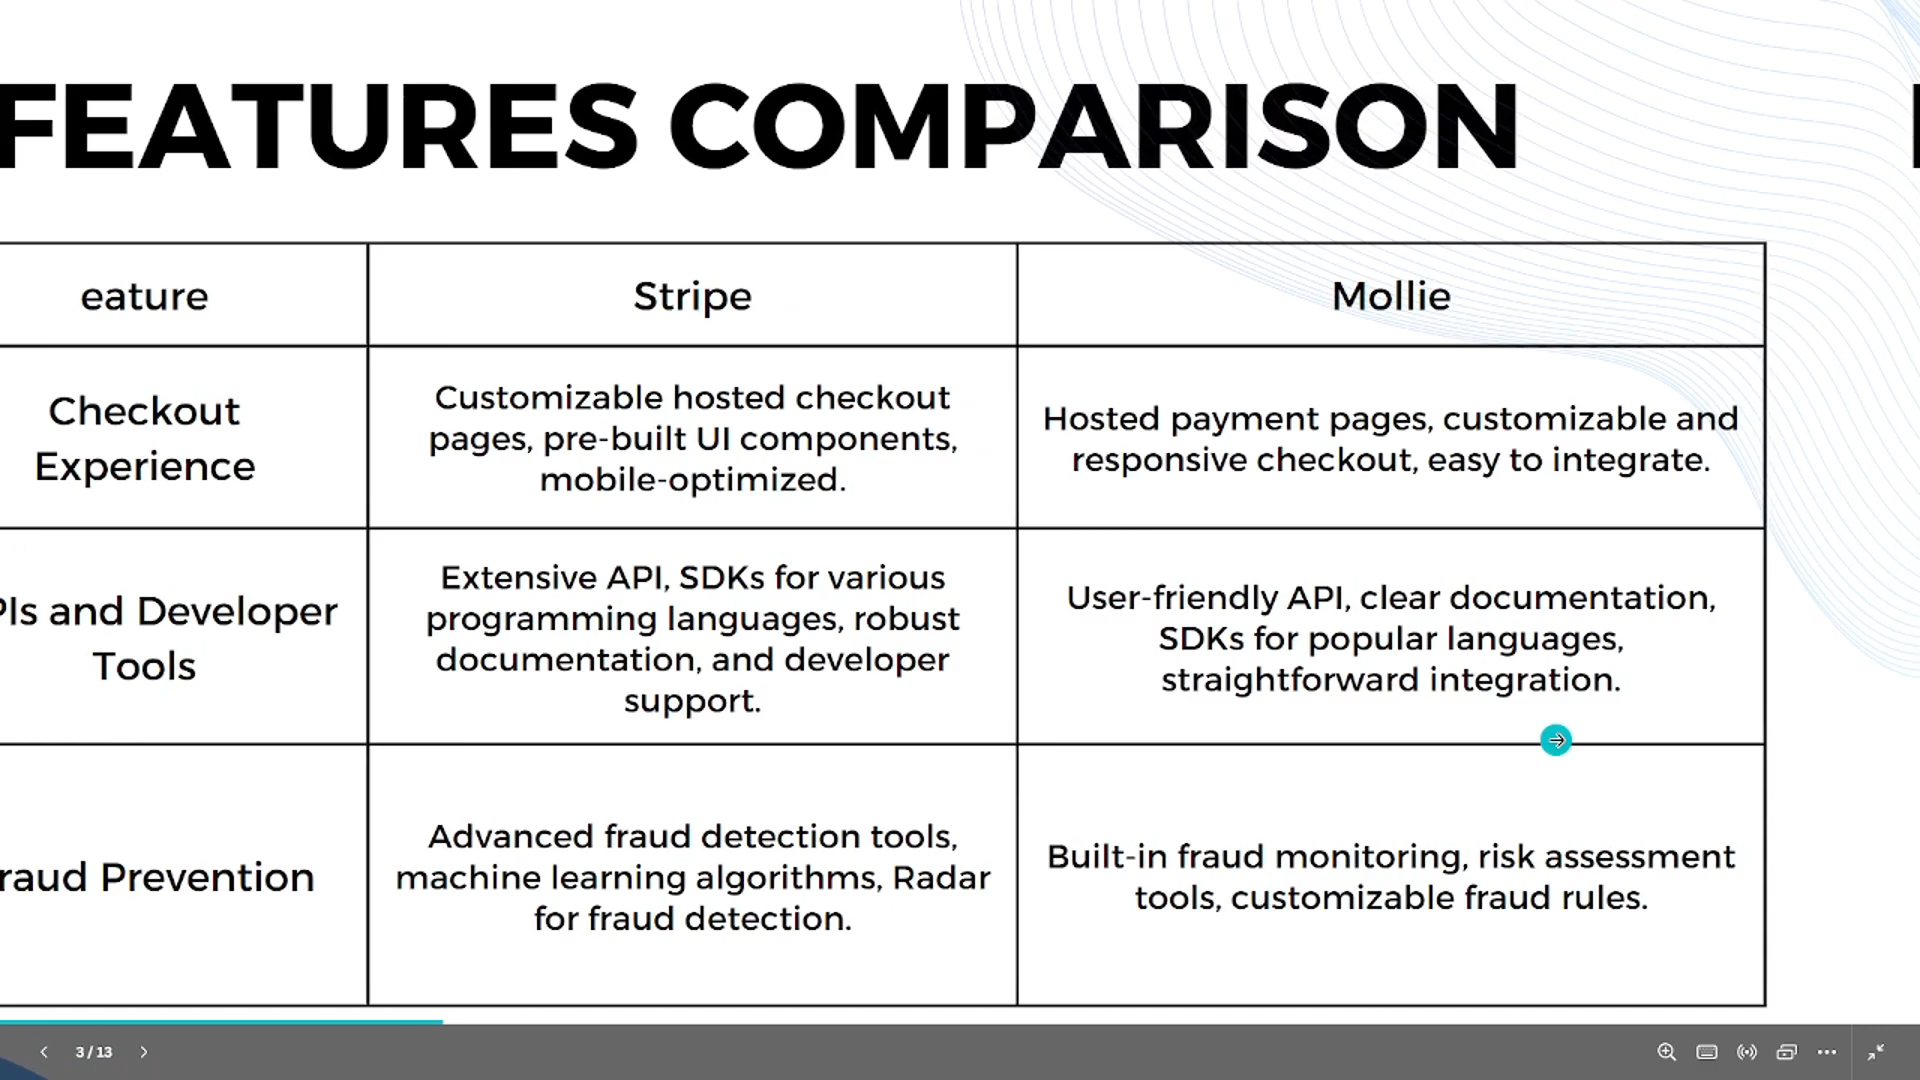 FEATURES COMPARISON
eature
Stripe
Mollie
Checkout
Experience
Customizable hosted checkout
pages, pre-built UI components,
mobile-optimized.
Hosted payment pages, customizable and
responsive checkout, easy to integrate.
PIs and Developer
Tools
Extensive API, SDKs for various
programming languages, robust
documentation, and developer
support.
User-friendly API, clear documentation,
SDKs for popular languages,
straightforward integration.
raud Prevention
Advanced fraud detection tools,
machine learning algorithms, Radar
for fraud detection.
Built-in fraud monitoring, risk assessment
tools, customizable fraud rules.
3 / 13